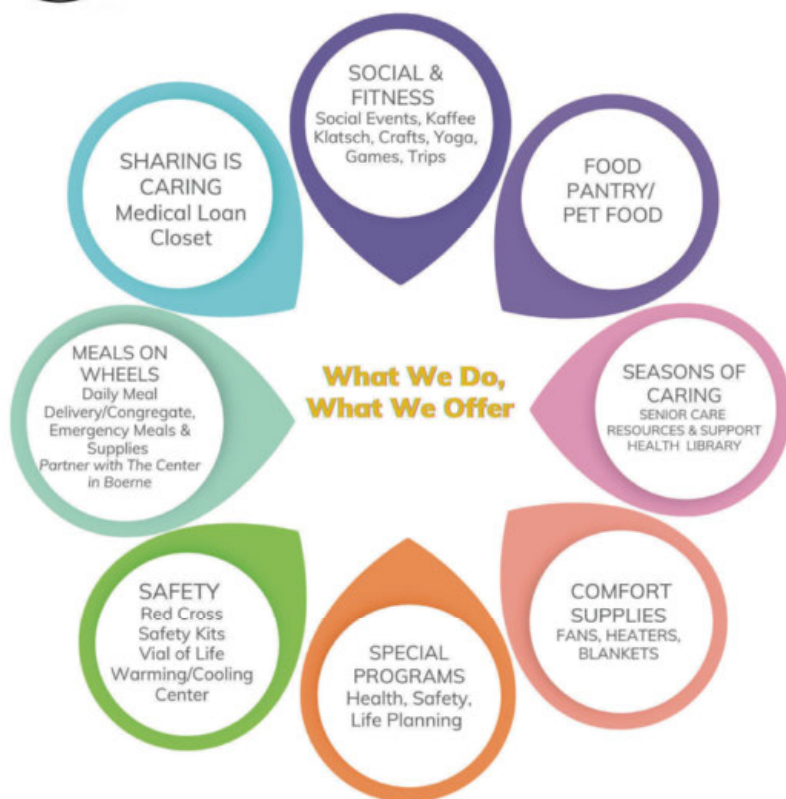 SOCIAL &
FITNESS
Social Events, Kaffee
Klatsch, Crafts, Yoga,
Games, Trips
FOOD
PANTRY/
PET FOOD
SEASONS OF
CARING
SENIOR CARE
RESOURCES & SUPPORT
HEALTH LIBRARY
COMFORT
SUPPLIES
FANS, HEATERS,
BLANKETS
SPECIAL
PROGRAMS
Health, Safety,
Life Planning
SAFETY
Red Cross
Safety Kits
Vial of Life
Warming/Cooling
Center
MEALS ON
WHEELS
Daily Meal
Delivery/Congregate,
Emergency Meals &
Supplies
Partner with The Center
in Boerne
SHARING IS
CARING
Medical Loan
Closet
What We Do,
What We Offer